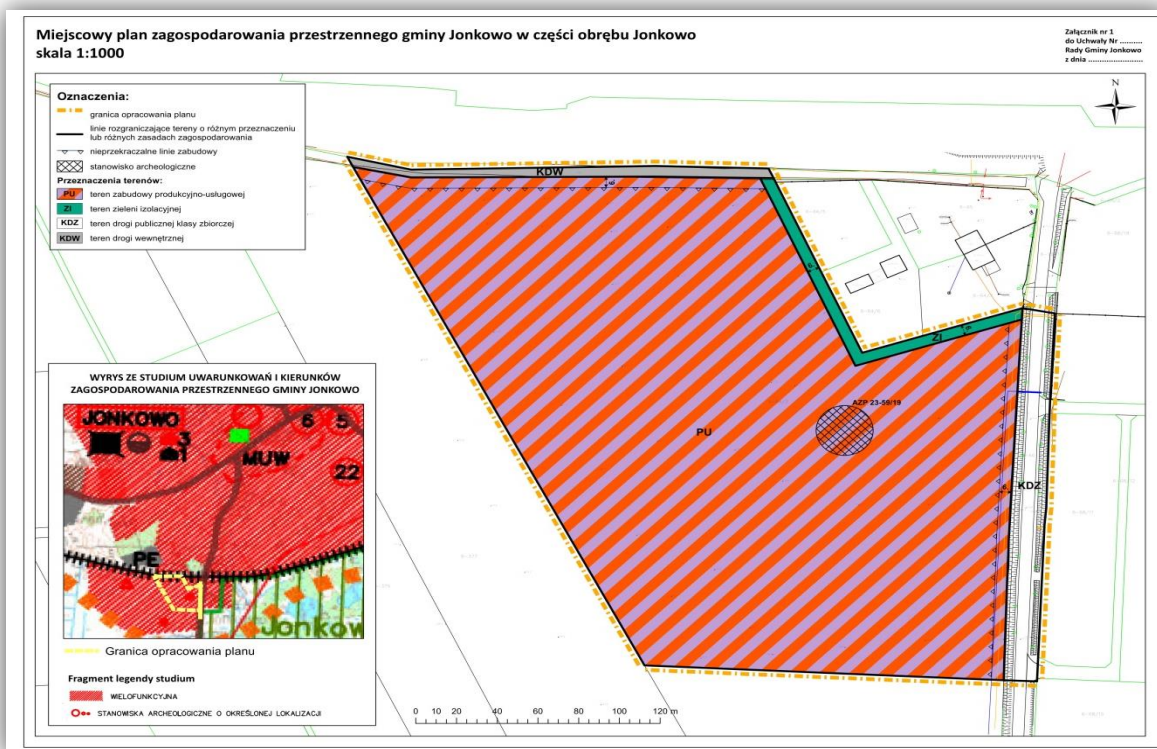 Miejscowy plan zagospodarowania przestrzennego gminy Jonkowo w części obrębu Jonkowo
skala 1:1000
Załącznik nr 1
do Uchwały Nr ..........
Rady Gminy Jonkowo
z dnia ........................
N
Oznaczenia:
granica opracowania planu
linie rozgraniczające tereny o różnym przeznaczeniu
lub różnych zasadach zagospodarowania
nieprzekraczalne linie zabudowy
stanowisko archeologiczne
Przeznaczenia terenów:
PU teren zabudowy produkcyjno-usługowej
ZI teren zieleni izolacyjnej
KDZ teren drogi publicznej klasy zbiorczej
KDW teren drogi wewnętrznej
KDW
ZI
AZP 23-59/19
PU
KDZ
WYRYS ZE STUDIUM UWARUNKOWAŃ I KIERUNKÓW
ZAGOSPODAROWANIA PRZESTRZENNEGO GMINY JONKOWO
JONKOWO
6 5
3
1
MUW
22
PE
Jonkow
Granica opracowania planu
Fragment legendy studium
WIELOFUNKCYJNA
STANOWISKA ARCHEOLOGICZNE O OKREŚLONEJ LOKALIZACJI
0 10 20 40 60 80 100 120 m